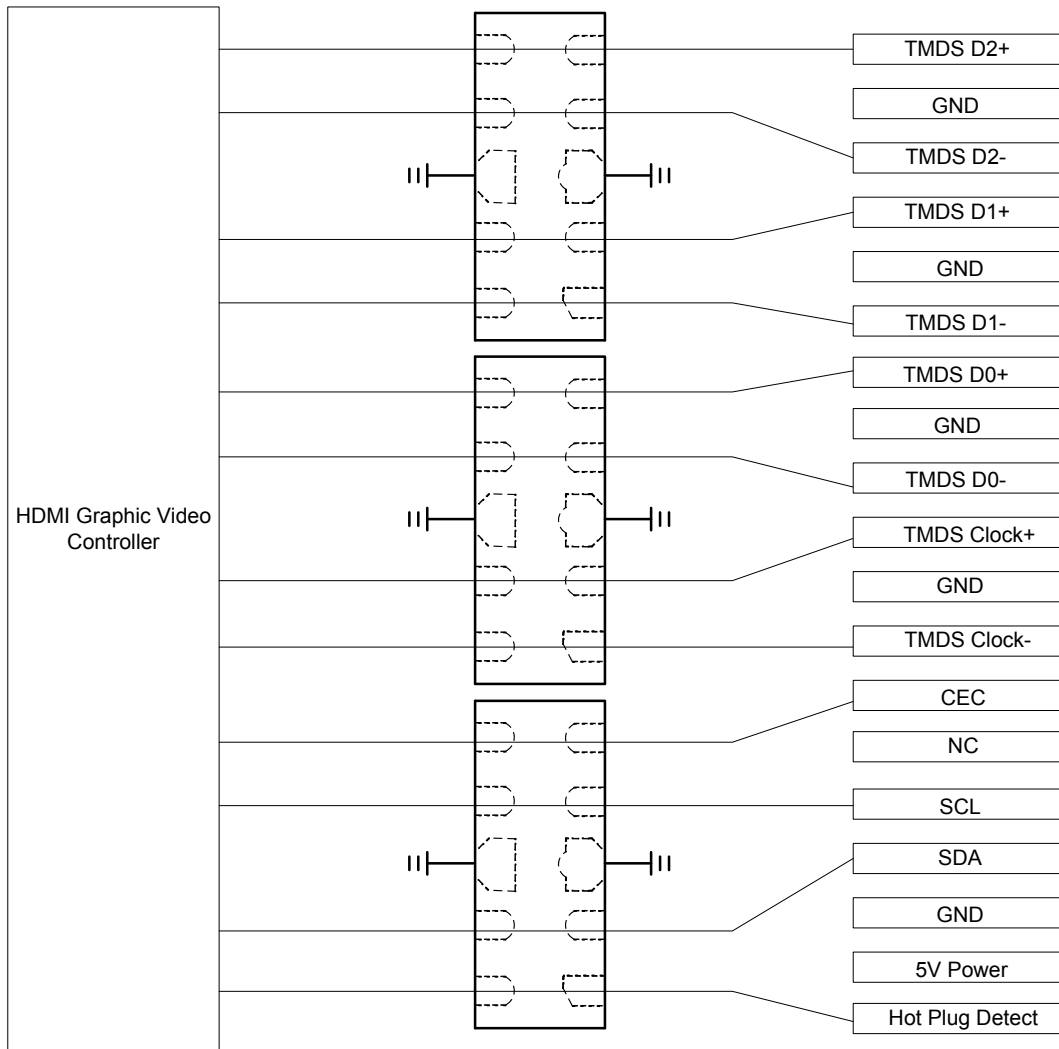 HDMI Graphic Video
Controller
TMDS D2+
GND
TMDS D2-
TMDS D1+
GND
TMDS D1-
TMDS D0+
GND
TMDS D0-
TMDS Clock+
GND
TMDS Clock-
CEC
NC
SCL
SDA
GND
5V Power
Hot Plug Detect